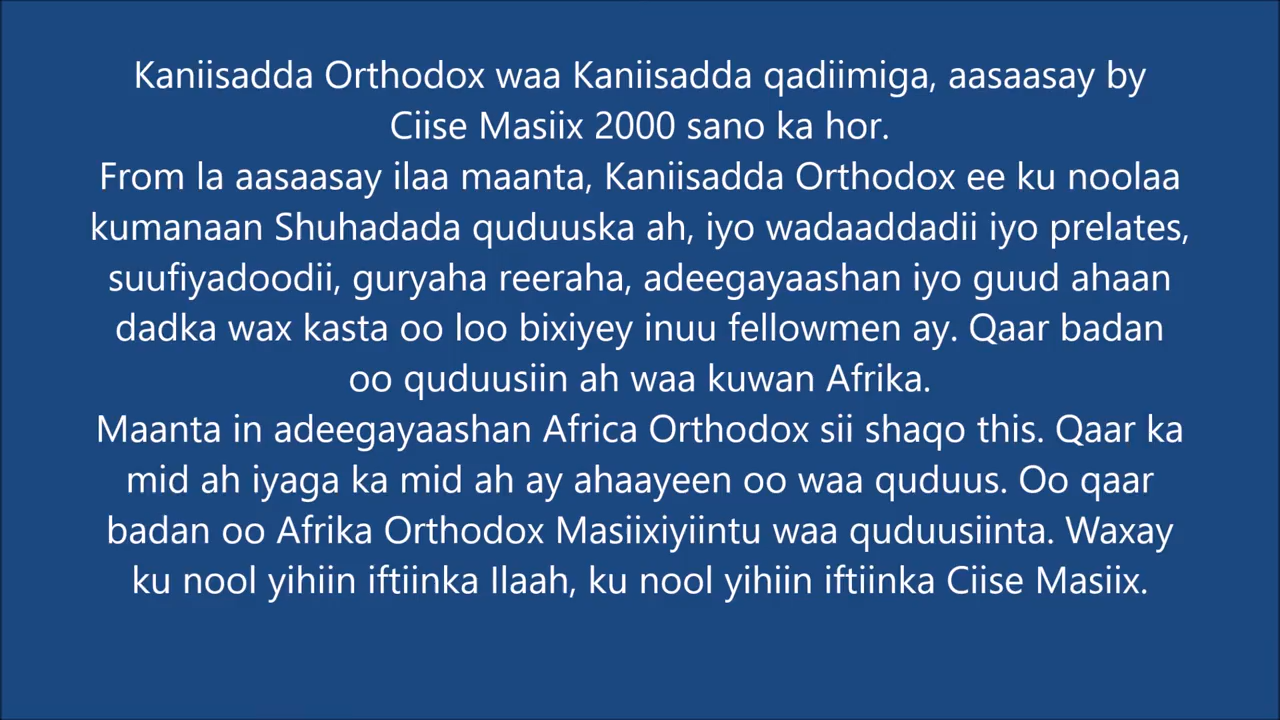 Kaniisadda Orthodox waa Kaniisadda qadiimiga, aasaasay by
Ciise Masiix 2000 sano ka hor.
From la aasaasay ilaa maanta, Kaniisadda Orthodox ee ku noolaa
kumanaan Shuhadada quduuska ah, iyo wadaaddadii iyo prelates,
suufiyadoodii, guryaha reeraha, adeegayaashan iyo guud ahaan
dadka wax kasta oo loo bixiyey inuu fellowmen ay. Qaar badan
oo quduusiin ah waa kuwan Afrika.
Maanta in adeegayaashan Africa Orthodox sii shaqo this. Qaar ka
mid ah iyaga ka mid ah ay ahaayeen oo waa quduus. Oo qaar
badan oo Afrika Orthodox Masiixiyiintu waa quduusiinta. Waxay
ku nool yihiin iftiinka Ilaah, ku nool yihiin iftiinka Ciise Masiix.